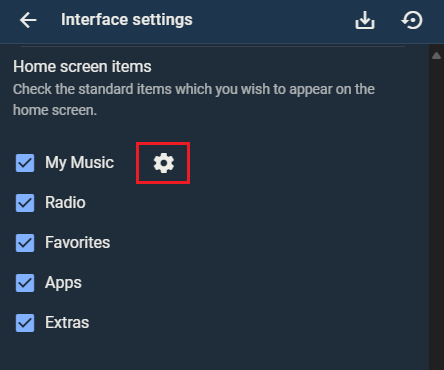 Interface settings
Home screen items
Check the standard items which you wish to appear on the
home screen.
My Music
Radio
Favorites
Apps
Extras